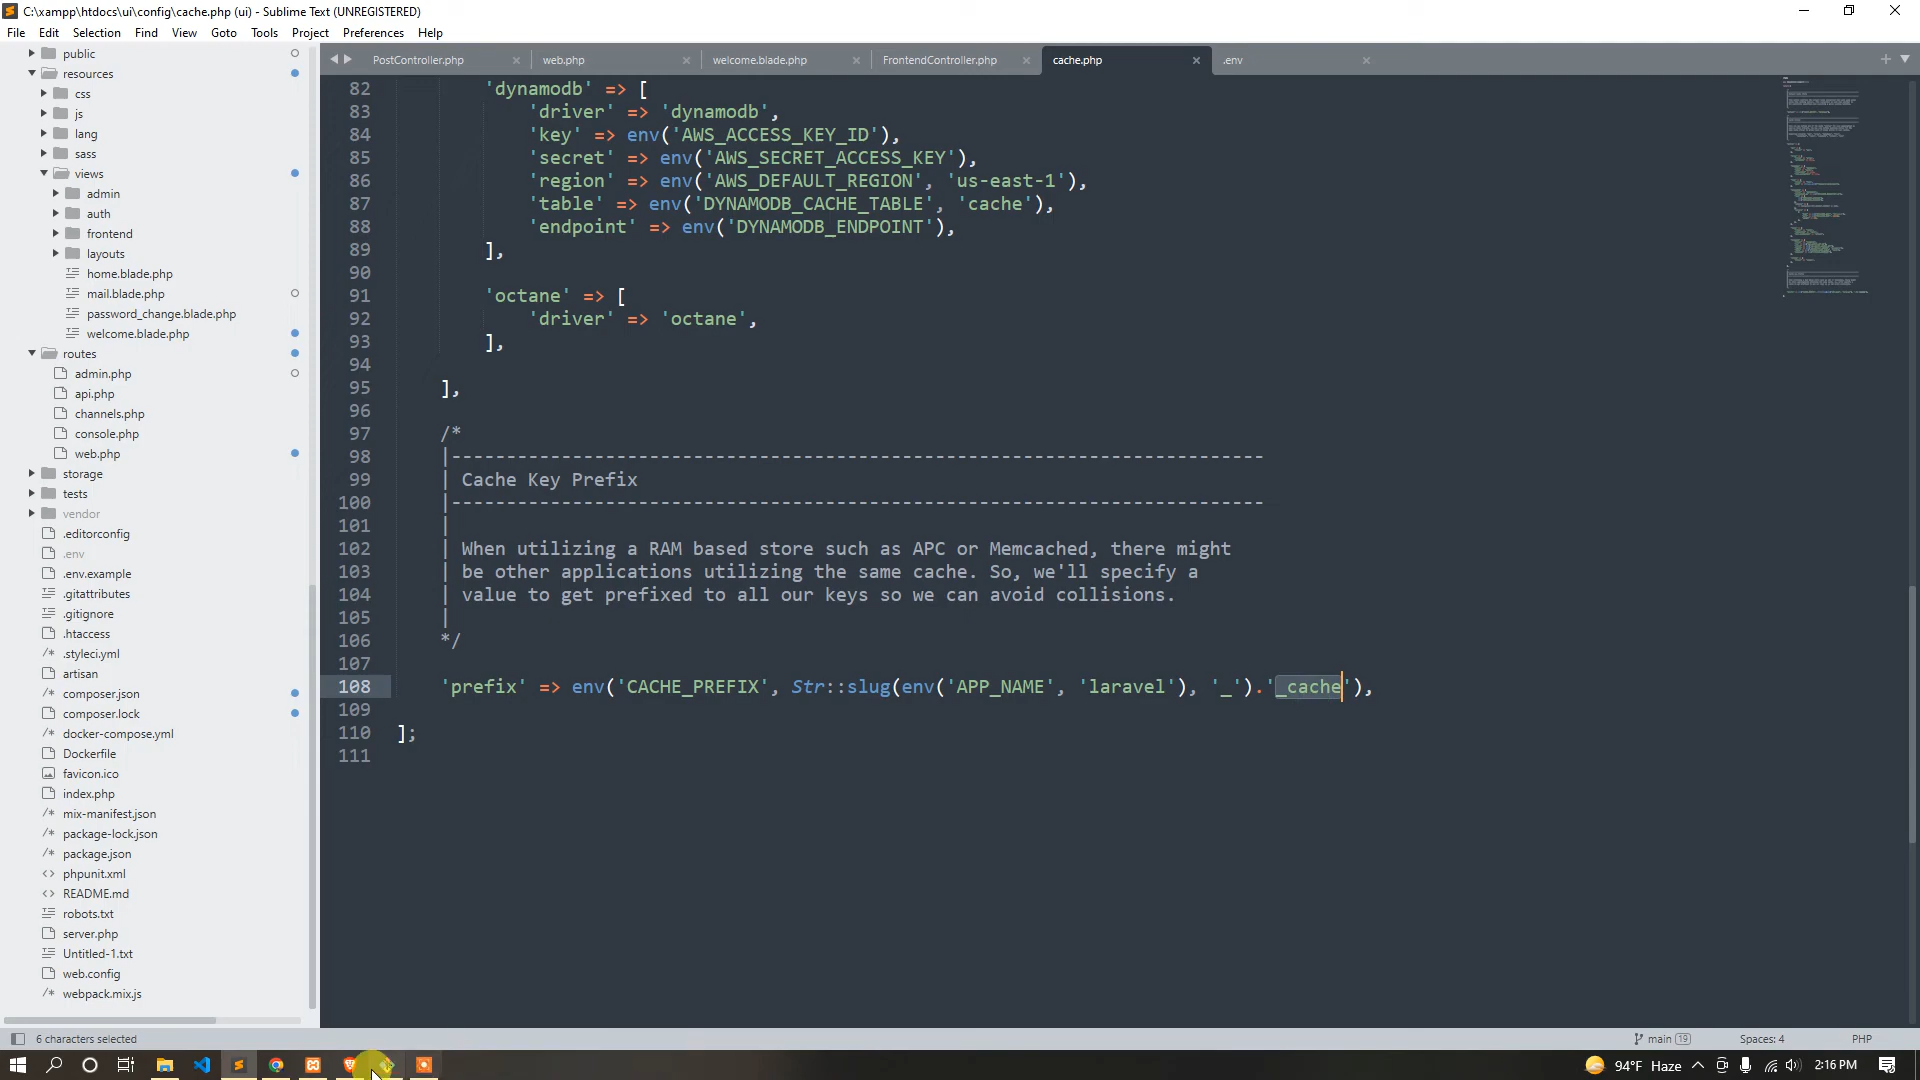 C:\xampp\htdocs\ui\config\cache.php (ui) - Sublime Text (UNREGISTERED)
File Edit Selection Find View Goto Tools Project Preferences Help
public
resources
css
js
lang
sass
views
admin
auth
frontend
layouts
home.blade.php
mail.blade.php
password_change.blade.php
welcome.blade.php
routes
admin.php
api.php
channels.php
console.php
web.php
storage
tests
vendor
.editorconfig
.env
.env.example
.gitattributes
.gitignore
.htaccess
.styleci.yml
artisan
composer.json
composer.lock
docker-compose.yml
Dockerfile
favicon.ico
index.php
mix-manifest.json
package-lock.json
package.json
phpunit.xml
README.md
robots.txt
server.php
Untitled-1.txt
web.config
webpack.mix.js
PostController.php web.php welcome.blade.php FrontendController.php cache.php .env
82 'dynamodb' => [
83 'driver' => 'dynamodb',
84 'key' => env('AWS_ACCESS_KEY_ID'),
85 'secret' => env('AWS_SECRET_ACCESS_KEY'),
86 'region' => env('AWS_DEFAULT_REGION', 'us-east-1'),
87 'table' => env('DYNAMODB_CACHE_TABLE', 'cache'),
88 'endpoint' => env('DYNAMODB_ENDPOINT'),
89 ],
90
91 'octane' => [
92 'driver' => 'octane',
93 ],
94
95 ],
96
97 /*
98 |--------------------------------------------------------------------------
99 | Cache Key Prefix
100 |--------------------------------------------------------------------------
101 |
102 | When utilizing a RAM based store such as APC or Memcached, there might
103 | be other applications utilizing the same cache. So, we'll specify a
104 | value to get prefixed to all our keys so we can avoid collisions.
105 |
106 */
107
108 'prefix' => env('CACHE_PREFIX', Str::slug(env('APP_NAME', 'laravel'), '_').'_cache'),
109
110 ];
111
6 characters selected main 19 Spaces: 4 PHP
94°F Haze 2:16 PM